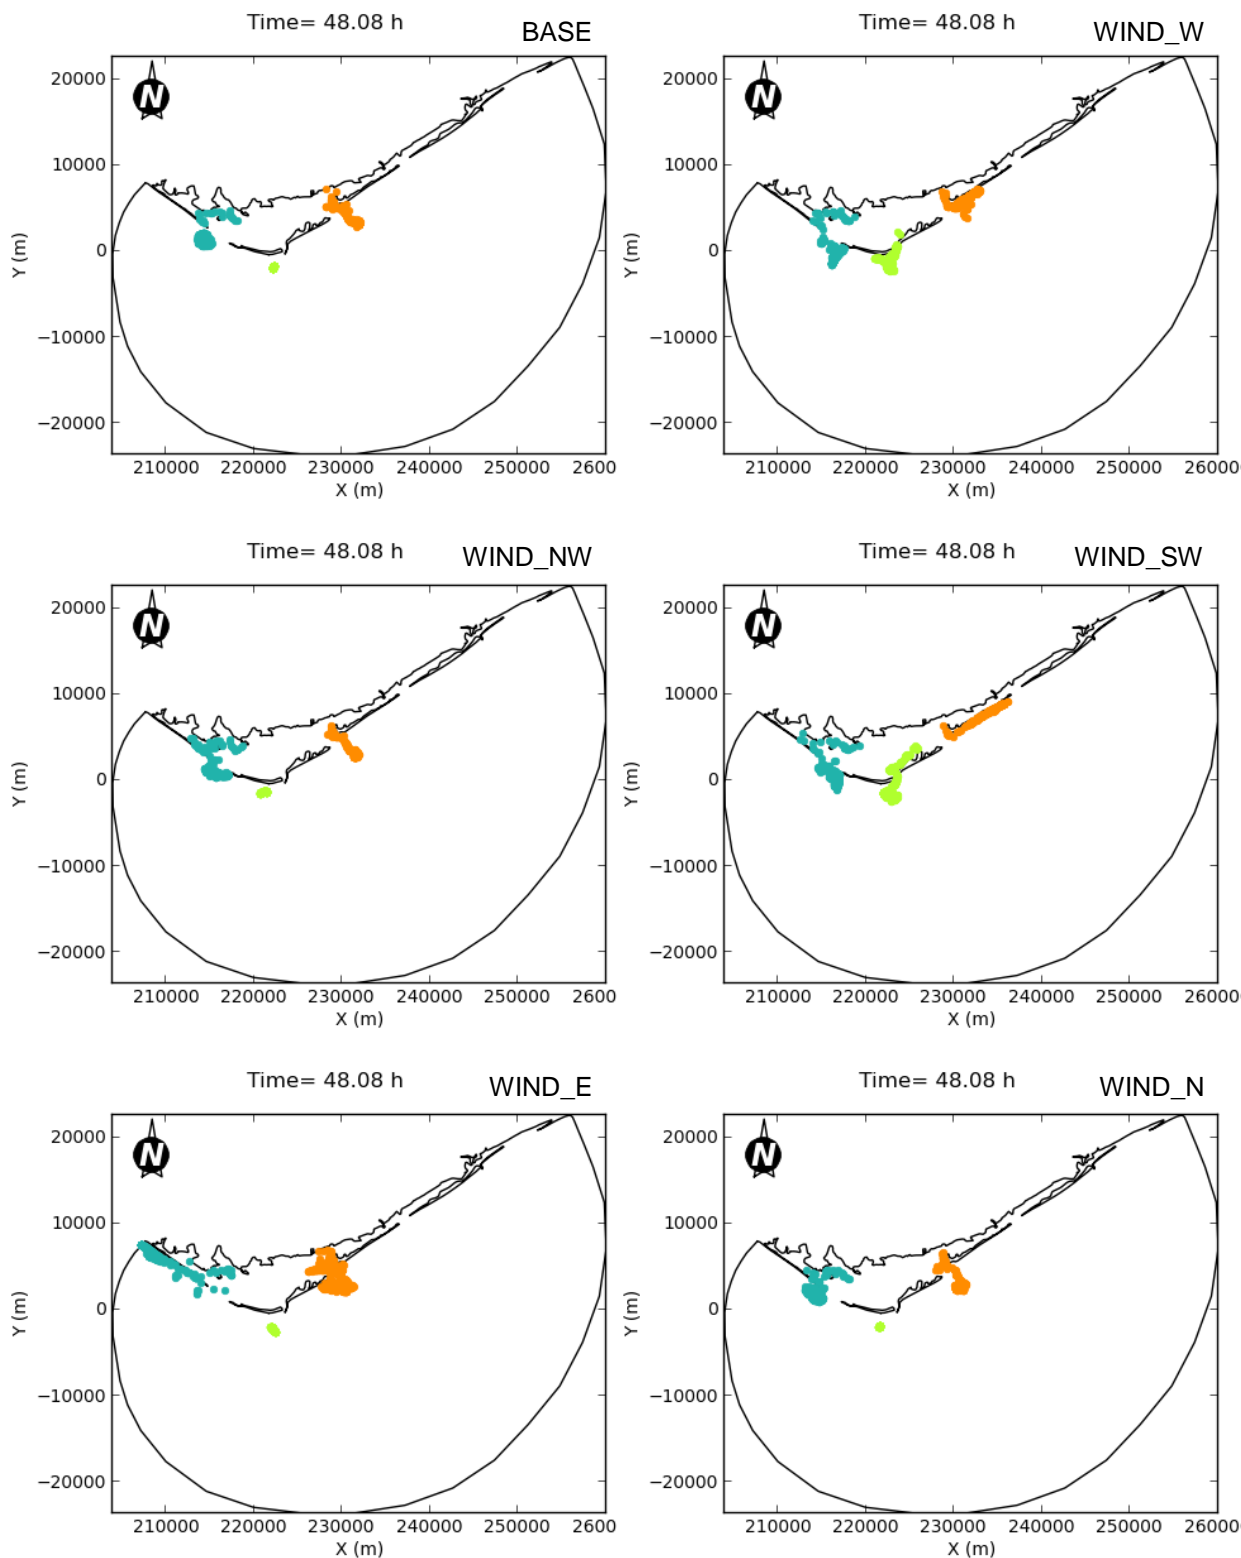 Time= 48.08 h BASE
N
20000
10000
0
−10000
−20000
Y (m)
210000 220000 230000 240000 250000 2600
X (m)
Time= 48.08 h WIND_W
N
20000
10000
0
−10000
−20000
Y (m)
210000 220000 230000 240000 250000 26000
X (m)
Time= 48.08 h WIND_NW
N
20000
10000
0
−10000
−20000
Y (m)
210000 220000 230000 240000 250000 2600
X (m)
Time= 48.08 h WIND_SW
N
20000
10000
0
−10000
−20000
Y (m)
210000 220000 230000 240000 250000 26000
X (m)
Time= 48.08 h WIND_E
N
20000
10000
0
−10000
−20000
Y (m)
210000 220000 230000 240000 250000 2600
X (m)
Time= 48.08 h WIND_N
N
20000
10000
0
−10000
−20000
Y (m)
210000 220000 230000 240000 250000 26000
X (m)